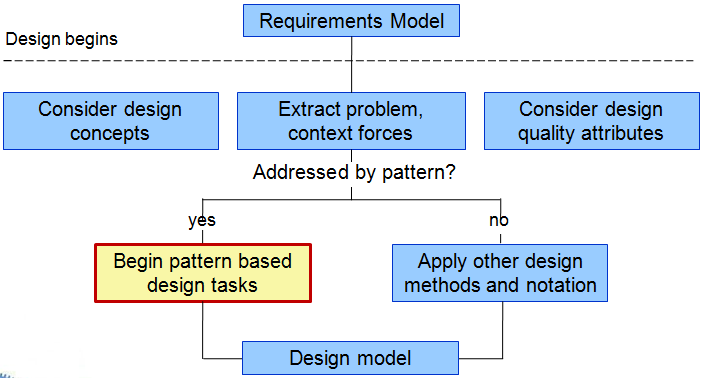 Requirements Model
Design begins
Consider design
concepts
Extract problem,
context forces
Consider design
quality attributes
Addressed by pattern?
yes
no
Begin pattern based
design tasks
Apply other design
methods and notation
Design model